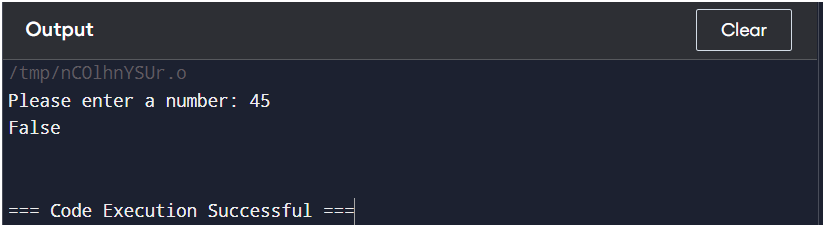 Output
Clear
/tmp/nCOlhnYSUr.o
Please enter a number: 45
False
=== Code Execution Successful ===